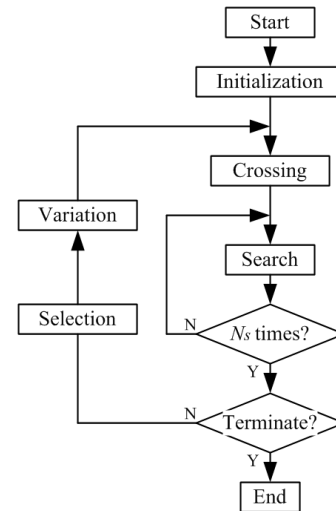 Start
Initialization
Crossing
Variation
Search
Selection
Ns times?
N
Y
Terminate?
N
Y
End